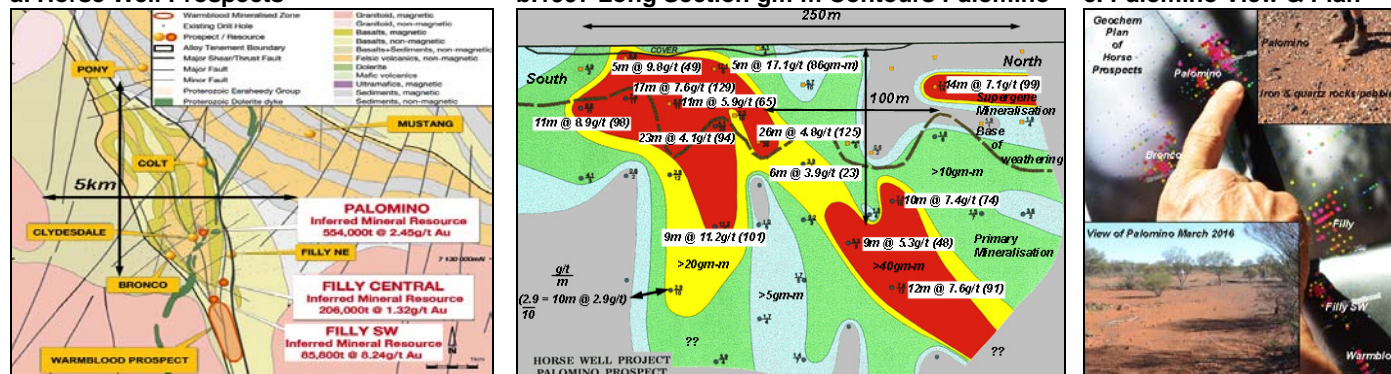 a. Horse Well Prospects
Warmblood Mineralised Zone
Existing Drill Hole
Prospect / Resource
Alloy Tenement Boundary
Major Shear/Thrust Fault
Major Fault
Minor Fault
Proterozoic Earaheedy Group
Proterozoic Dolerite dyke
Granitoid, magnetic
Granitoid, non-magnetic
Basalts, magnetic
Basalts, non-magnetic
Basalts+Sediments, non-magnetic
Felsic volcanics, non-magnetic
Dolerite
Mafic volcanics
Ultramafics, magnetic
Sediments, magnetic
Sediments, non-magnetic
PONY
MUSTANG
COLT
5km
PALOMINO
Inferred Mineral Resource
554,000t @ 2.45g/t Au
CLYDESDALE
FILLY NE
7 130 000mN
BRONCO
FILLY CENTRAL
Inferred Mineral Resource
206,000t @ 1.32g/t Au
FILLY SW
Inferred Mineral Resource
85,800t @ 8.24g/t Au
WARMBLOOD PROSPECT
N
1km
Long Section gm-m Contours Palomino
250m
COVER
South
North
5m @ 9.8g/t (49)
5m @ 17.1g/t (86gm-m)
17m @ 7.6g/t (129)
14m @ 7.1g/t (99)
11m @ 5.9g/t (65)
100m
Supergene
Mineralisation
11m @ 8.9g/t (98)
23m @ 4.1g/t (94)
26m @ 4.8g/t (125)
Base
of
weathering
6m @ 3.9g/t (23)
>10gm-m
10m @ 7.4g/t (74)
9m @ 11.2g/t (101)
9m @ 5.3g/t (48)
Primary
Mineralisation
>20gm-m
>40gm-m
g/t
m
(2.9 = 10m @ 2.9g/t)
10
>5gm-m
12m @ 7.6g/t (91)
??
??
HORSE WELL PROJECT
PALOMINO PROSPECT
Palomino View & Plan
Geochem
Plan
of
Horse
Prospects
Palomino
Palomino
Iron & quartz rocks/pebble
Bronco
Filly
View of Palomino March 2016
Filly SW
Warmblo